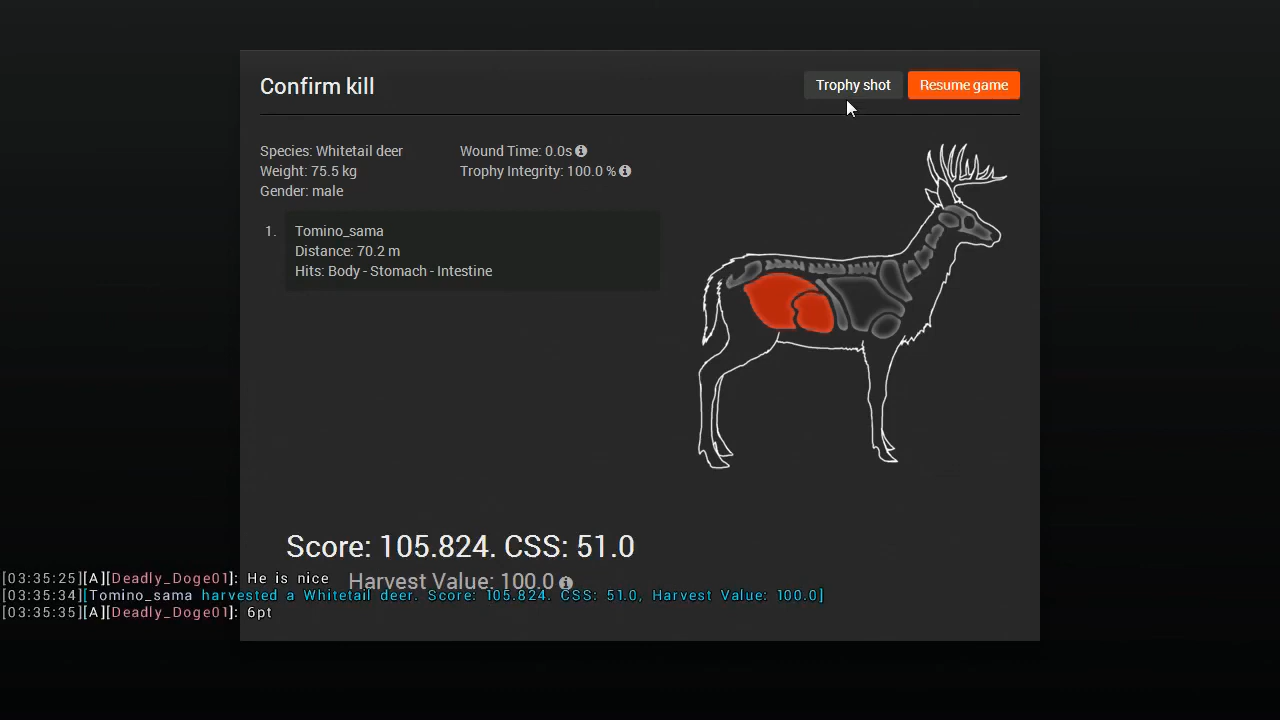 Confirm kill
Trophy shot
Resume game
Species: Whitetail deer
Weight: 75.5 kg
Gender: male
Wound Time: 0.0s
Trophy Integrity: 100.0 %
1.
Tomino_sama
Distance: 70.2 m
Hits: Body - Stomach - Intestine
Score: 105.824. CSS: 51.0
Harvest Value: 100.0
[03:35:25][A][Deadly_Doge01]: He is nice
[03:35:34][Tomino_sama harvested a Whitetail deer. Score: 105.824. CSS: 51.0, Harvest Value: 100.0]
[03:35:35][A][Deadly_Doge01]: 6pt